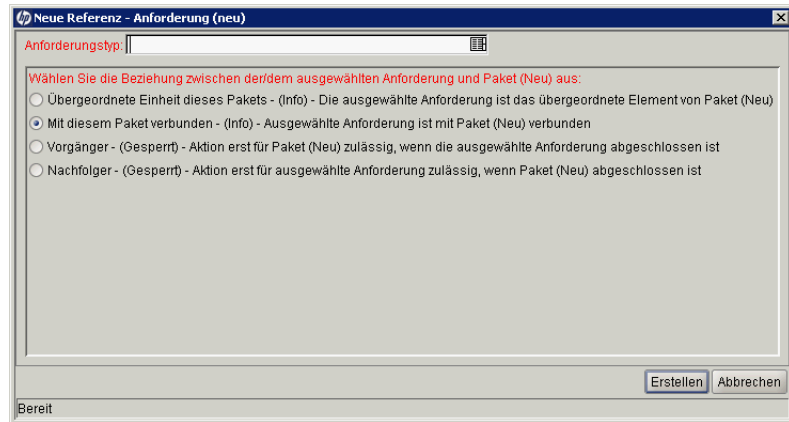 hp Neue Referenz - Anforderung (neu)
Anforderungstyp:
Wählen Sie die Beziehung zwischen der/dem ausgewählten Anforderung und Paket (Neu) aus:
Übergeordnete Einheit dieses Pakets - (Info) - Die ausgewählte Anforderung ist das übergeordnete Element von Paket (Neu)
Mit diesem Paket verbunden - (Info) - Ausgewählte Anforderung ist mit Paket (Neu) verbunden
Vorgänger - (Gesperrt) - Aktion erst für Paket (Neu) zulässig, wenn die ausgewählte Anforderung abgeschlossen ist
Nachfolger - (Gesperrt) - Aktion erst für ausgewählte Anforderung zulässig, wenn Paket (Neu) abgeschlossen ist
Erstellen Abbrechen
Bereit